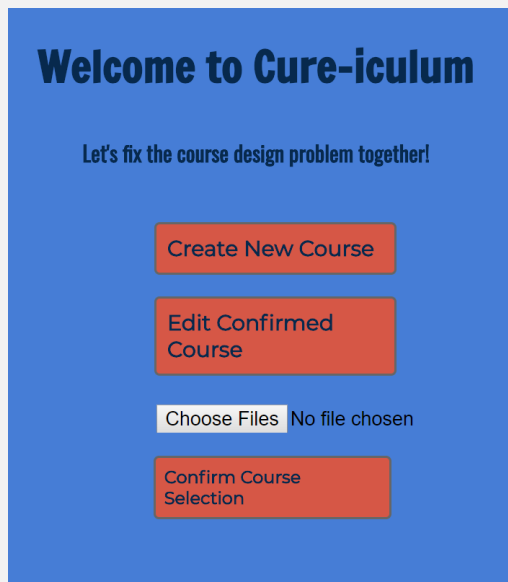 Welcome to Cure-iculum
Let's fix the course design problem together!
Create New Course
Edit Confirmed
Course
Choose Files No file chosen
Confirm Course
Selection